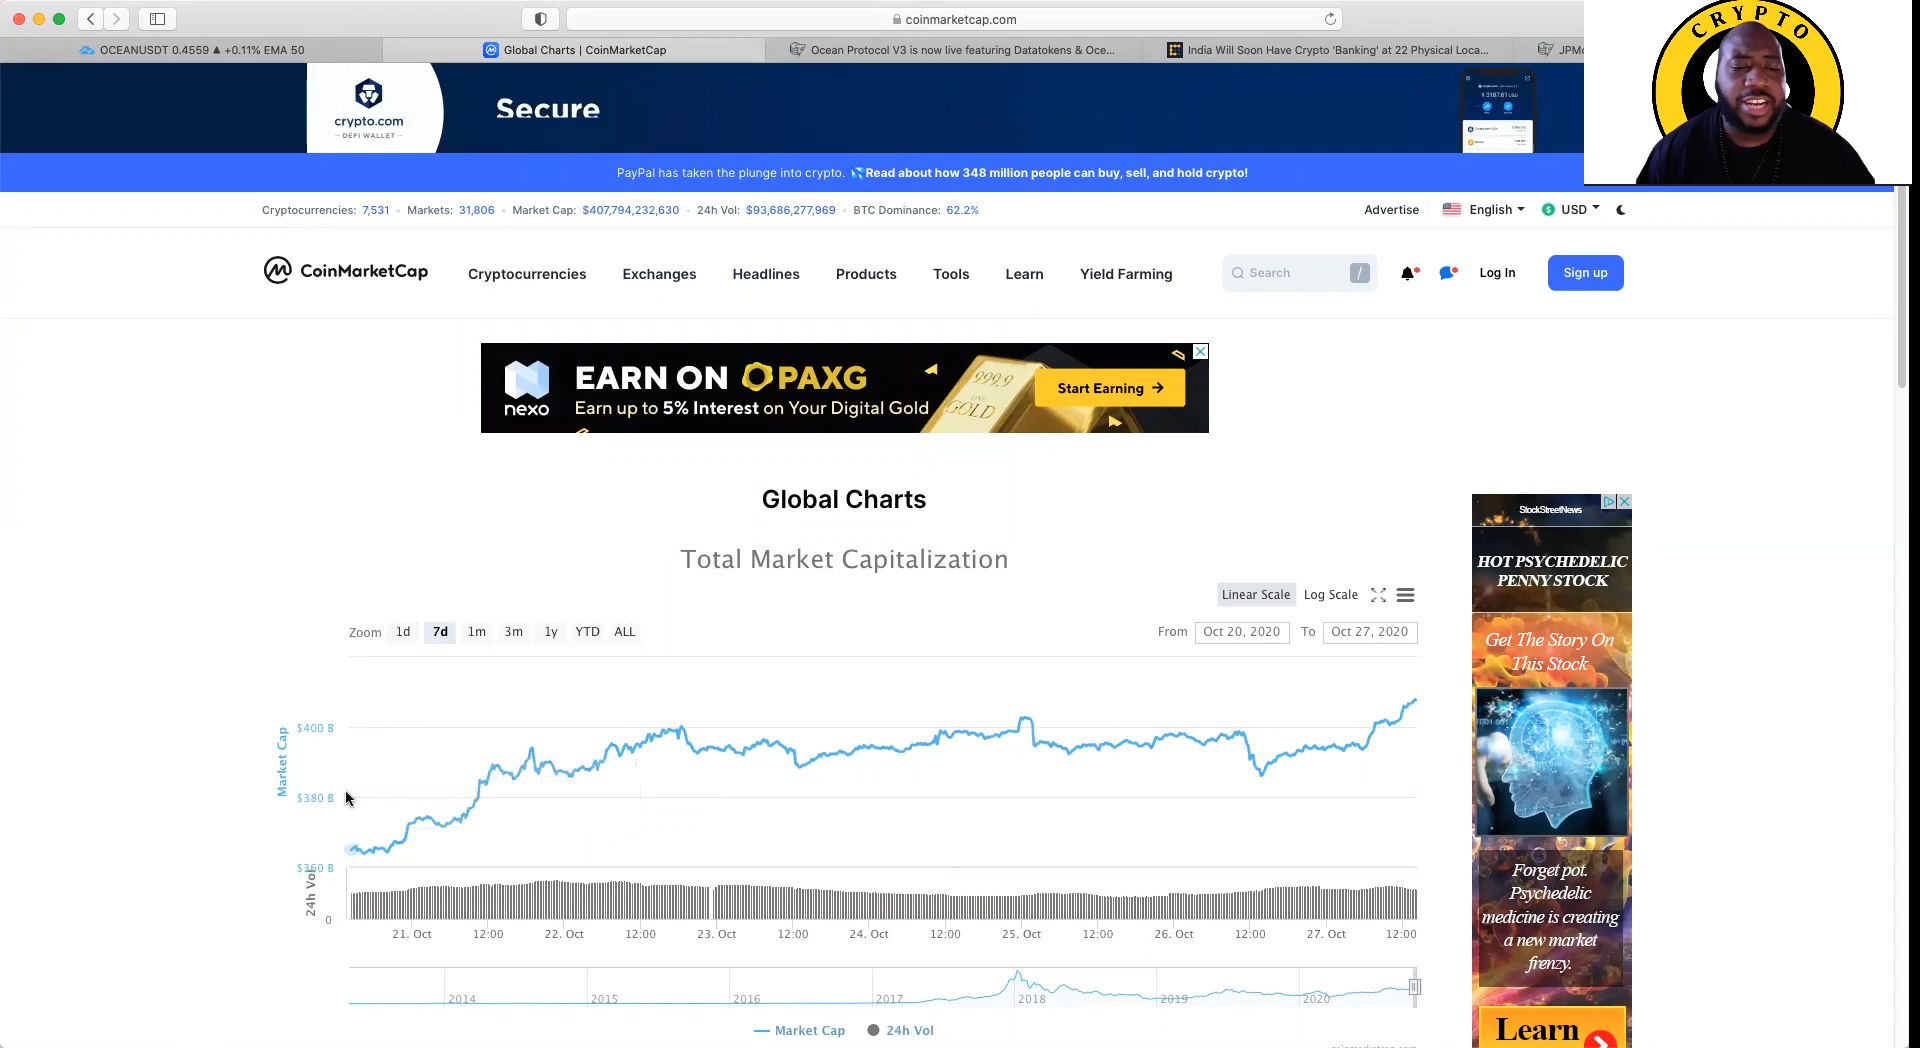 coinmarketcap.com
CRYPTO
OCEANUSDT 0.4559 ▲ +0.11% EMA 50
Global Charts | CoinMarketCap
Ocean Protocol V3 is now live featuring Datatokens & Oce...
India Will Soon Have Crypto 'Banking' at 22 Physical Loca...
JPMo
crypto.com
— DEFI WALLET —
Secure
PayPal has taken the plunge into crypto. 💦Read about how 348 million people can buy, sell, and hold crypto!
Cryptocurrencies: 7,531 • Markets: 31,806 • Market Cap: $407,794,232,630 • 24h Vol: $93,686,277,969 • BTC Dominance: 62.2%
Advertise
English
USD
CoinMarketCap
Cryptocurrencies
Exchanges
Headlines
Products
Tools
Learn
Yield Farming
Search
/
Log In
Sign up
nexo
EARN ON PAXG
Earn up to 5% Interest on Your Digital Gold
999.9
GOLD
Start Earning →
Global Charts
Total Market Capitalization
Linear Scale
Log Scale
Zoom 1d 7d 1m 3m 1y YTD ALL
From Oct 20, 2020 To Oct 27, 2020
Market Cap
$400 B
$380 B
$360 B
24h Vol
0
21. Oct 12:00 22. Oct 12:00 23. Oct 12:00 24. Oct 12:00 25. Oct 12:00 26. Oct 12:00 27. Oct 12:00
2014 2015 2016 2017 2018 2019 2020
Market Cap
24h Vol
StockStreetNews
HOT PSYCHEDELIC
PENNY STOCK
Get The Story On
This Stock
Forget pot.
Psychedelic
medicine is creating
a new market
frenzy.
Learn